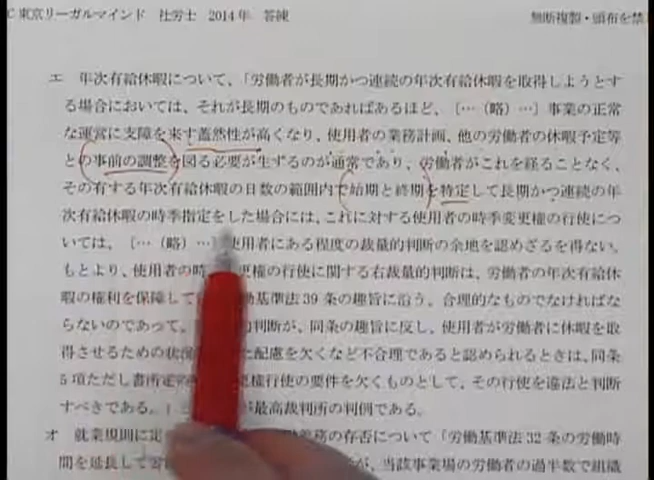 C 東京リーガルマインド 社労士 2014年 答練
無断複製・頒布を禁
エ 年次有給休暇について、「労働者が長期かつ連続の年次有給休暇を取得しようとす
る場合においては、それが長期のものであればあるほど、〔…（略）…〕事業の正常
な運営に支障を来す蓋然性が高くなり、使用者の業務計画、他の労働者の休暇予定等
との事前の調整を図る必要が生ずるのが通常であり、労働者がこれを経ることなく、
その有する年次有給休暇の日数の範囲内で始期と終期を特定して長期かつ連続の年
次有給休暇の時季指定をした場合には、これに対する使用者の時季変更権の行使につ
いては、〔…（略）…〕使用者にある程度の裁量的判断の余地を認めざるを得ない。
もとより、使用者の時 更権の行使に関する右裁量的判断は、労働者の年次有給休
暇の権利を保障して 働基準法39条の趣旨に沿う、合理的なものでなければな
らないのであって、 的判断が、同条の趣旨に反し、使用者が労働者に休暇を取
得させるための状況 た配慮を欠くなど不合理であると認められるときは、同条
5項ただし書所定の 更権行使の要件を欠くものとして、その行使を違法と判断
すべきである。」と が最高裁判所の判例である。
オ 就業規則に定 義務の存否について「労働基準法32条の労働時
間を延長して労 が、当該事業場の労働者の過半数で組織